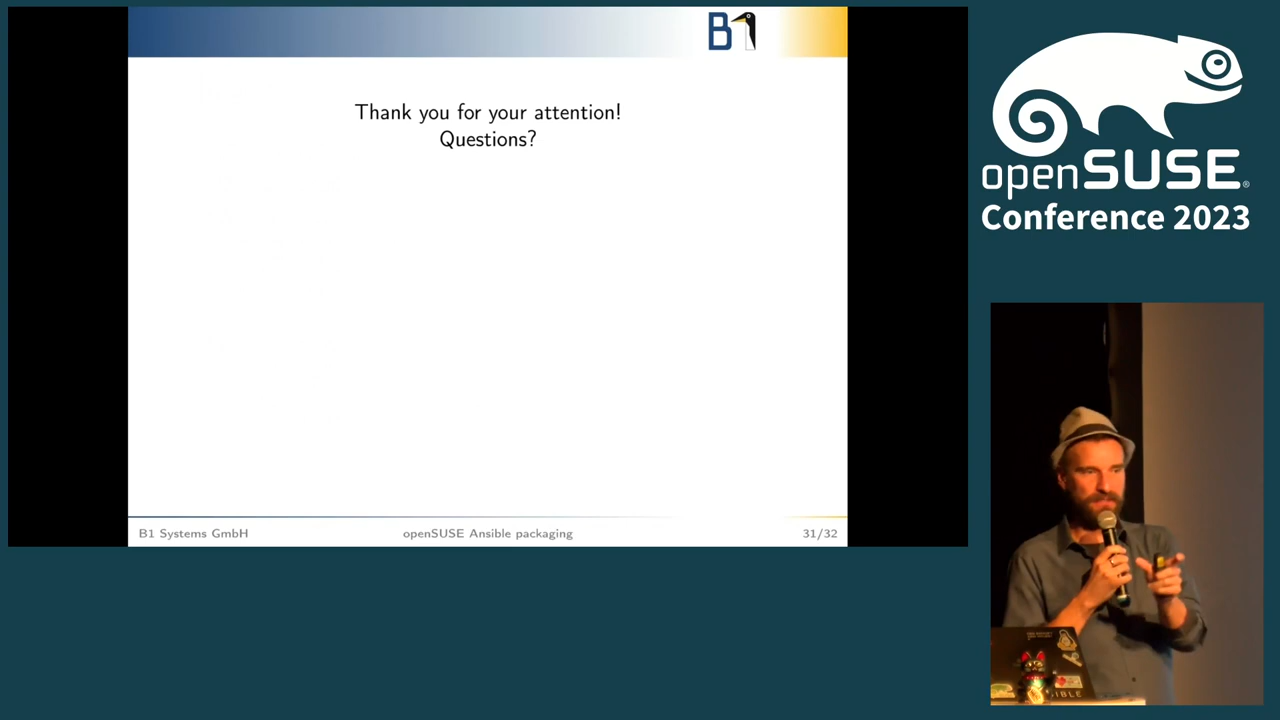 B1
Thank you for your attention!
Questions?
B1 Systems GmbH
openSUSE Ansible packaging
31/32
openSUSE®
Conference 2023